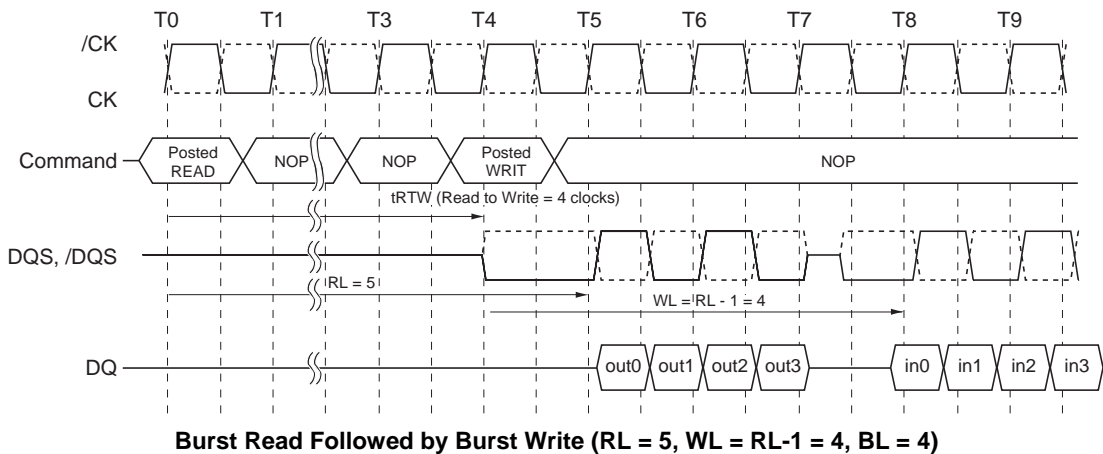 T0 T1 T3 T4 T5 T6 T7 T8 T9
/CK
CK
Command Posted READ NOP NOP Posted WRIT NOP
tRTW (Read to Write = 4 clocks)
DQS, /DQS
RL = 5
WL = RL - 1 = 4
DQ out0 out1 out2 out3 in0 in1 in2 in3
Burst Read Followed by Burst Write (RL = 5, WL = RL-1 = 4, BL = 4)